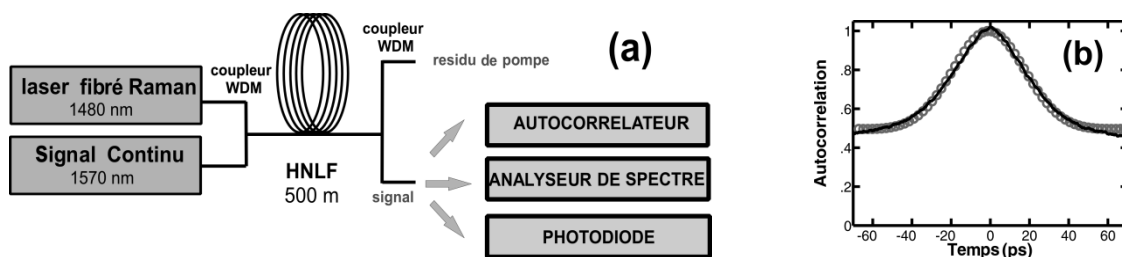 coupleur
WDM
laser fibré Raman
1480 nm
Signal Continu
1570 nm
HNLF
500 m
coupleur
WDM
(a)
residu de pompe
signal
AUTOCORRELATEUR
ANALYSEUR DE SPECTRE
PHOTODIODE
(b)
Autocorrelation
1
.8
.6
.4
.2
0
-60 -40 -20 0 20 40 60
Temps (ps)